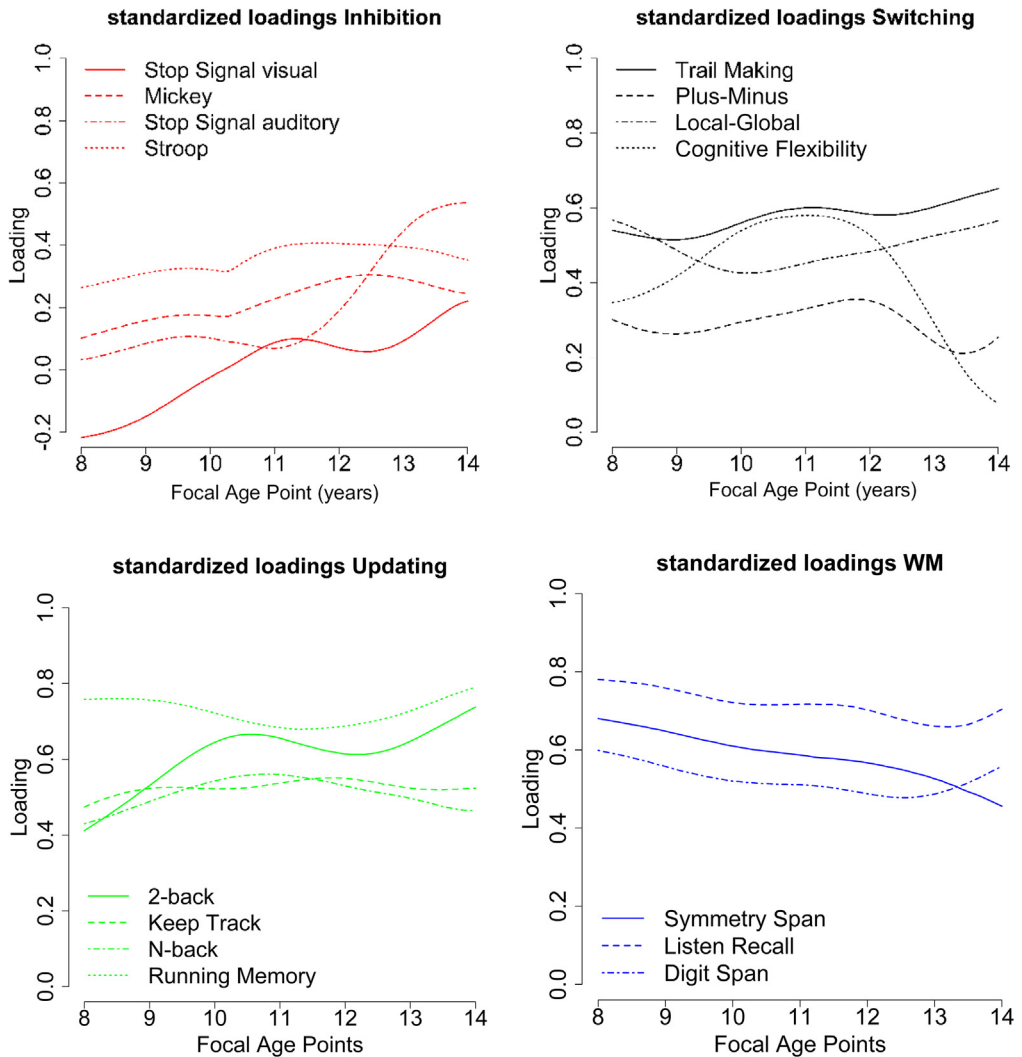 standardized loadings Inhibition
1.0
0.8
0.6
0.4
0.2
0.0
-0.2
Loading
Stop Signal visual
Mickey
Stop Signal auditory
Stroop
8 9 10 11 12 13 14
Focal Age Point (years)
standardized loadings Switching
1.0
0.8
0.6
0.4
0.2
0.0
Loading
Trail Making
Plus-Minus
Local-Global
Cognitive Flexibility
8 9 10 11 12 13 14
Focal Age Point (years)
standardized loadings Updating
1.0
0.8
0.6
0.4
0.2
0.0
Loading
2-back
Keep Track
N-back
Running Memory
8 9 10 11 12 13 14
Focal Age Points
standardized loadings WM
1.0
0.8
0.6
0.4
0.2
0.0
Loading
Symmetry Span
Listen Recall
Digit Span
8 9 10 11 12 13 14
Focal Age Points